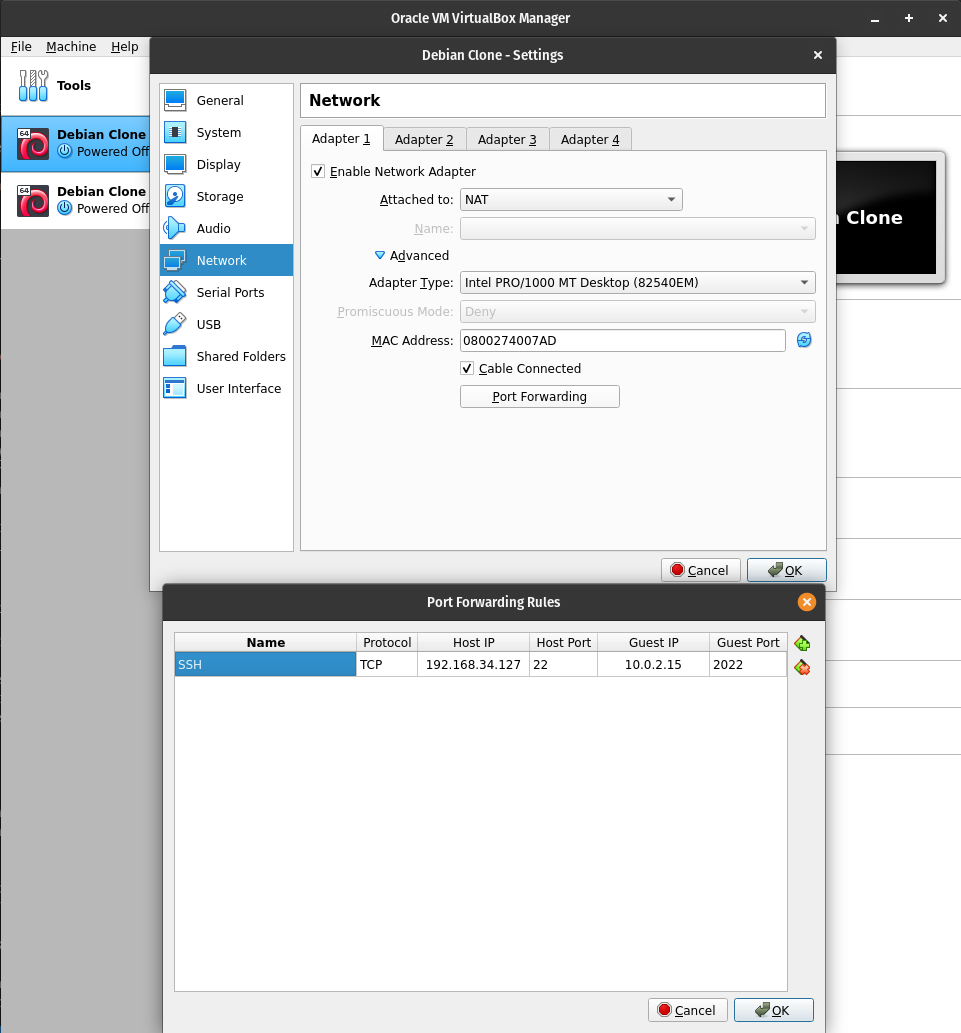 Oracle VM VirtualBox Manager
File Machine Help
Debian Clone - Settings
Tools
64
Debian Clone
Powered Off
64
Debian Clone
Powered Off
General
System
Display
Storage
Audio
Network
Serial Ports
USB
Shared Folders
User Interface
Network
Adapter 1 Adapter 2 Adapter 3 Adapter 4
Enable Network Adapter
Attached to: NAT
Name:
Advanced
Adapter Type: Intel PRO/1000 MT Desktop (82540EM)
Promiscuous Mode: Deny
MAC Address: 0800274007AD
Cable Connected
Port Forwarding
Clone
Cancel OK
Port Forwarding Rules
Name Protocol Host IP Host Port Guest IP Guest Port
SSH TCP 192.168.34.127 22 10.0.2.15 2022
Cancel OK